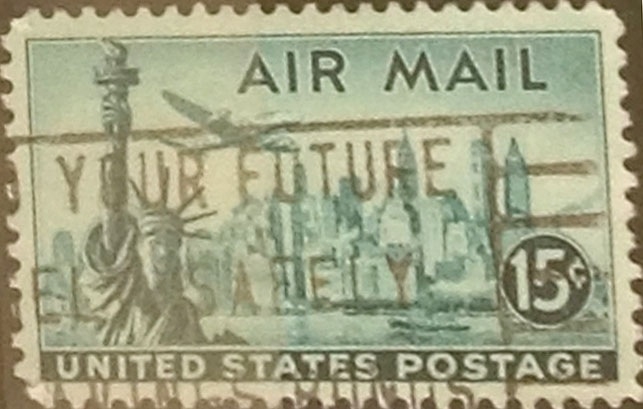 AIR MAIL
YOUR FUTURE
SAFELY
15¢
UNITED STATES POSTAGE